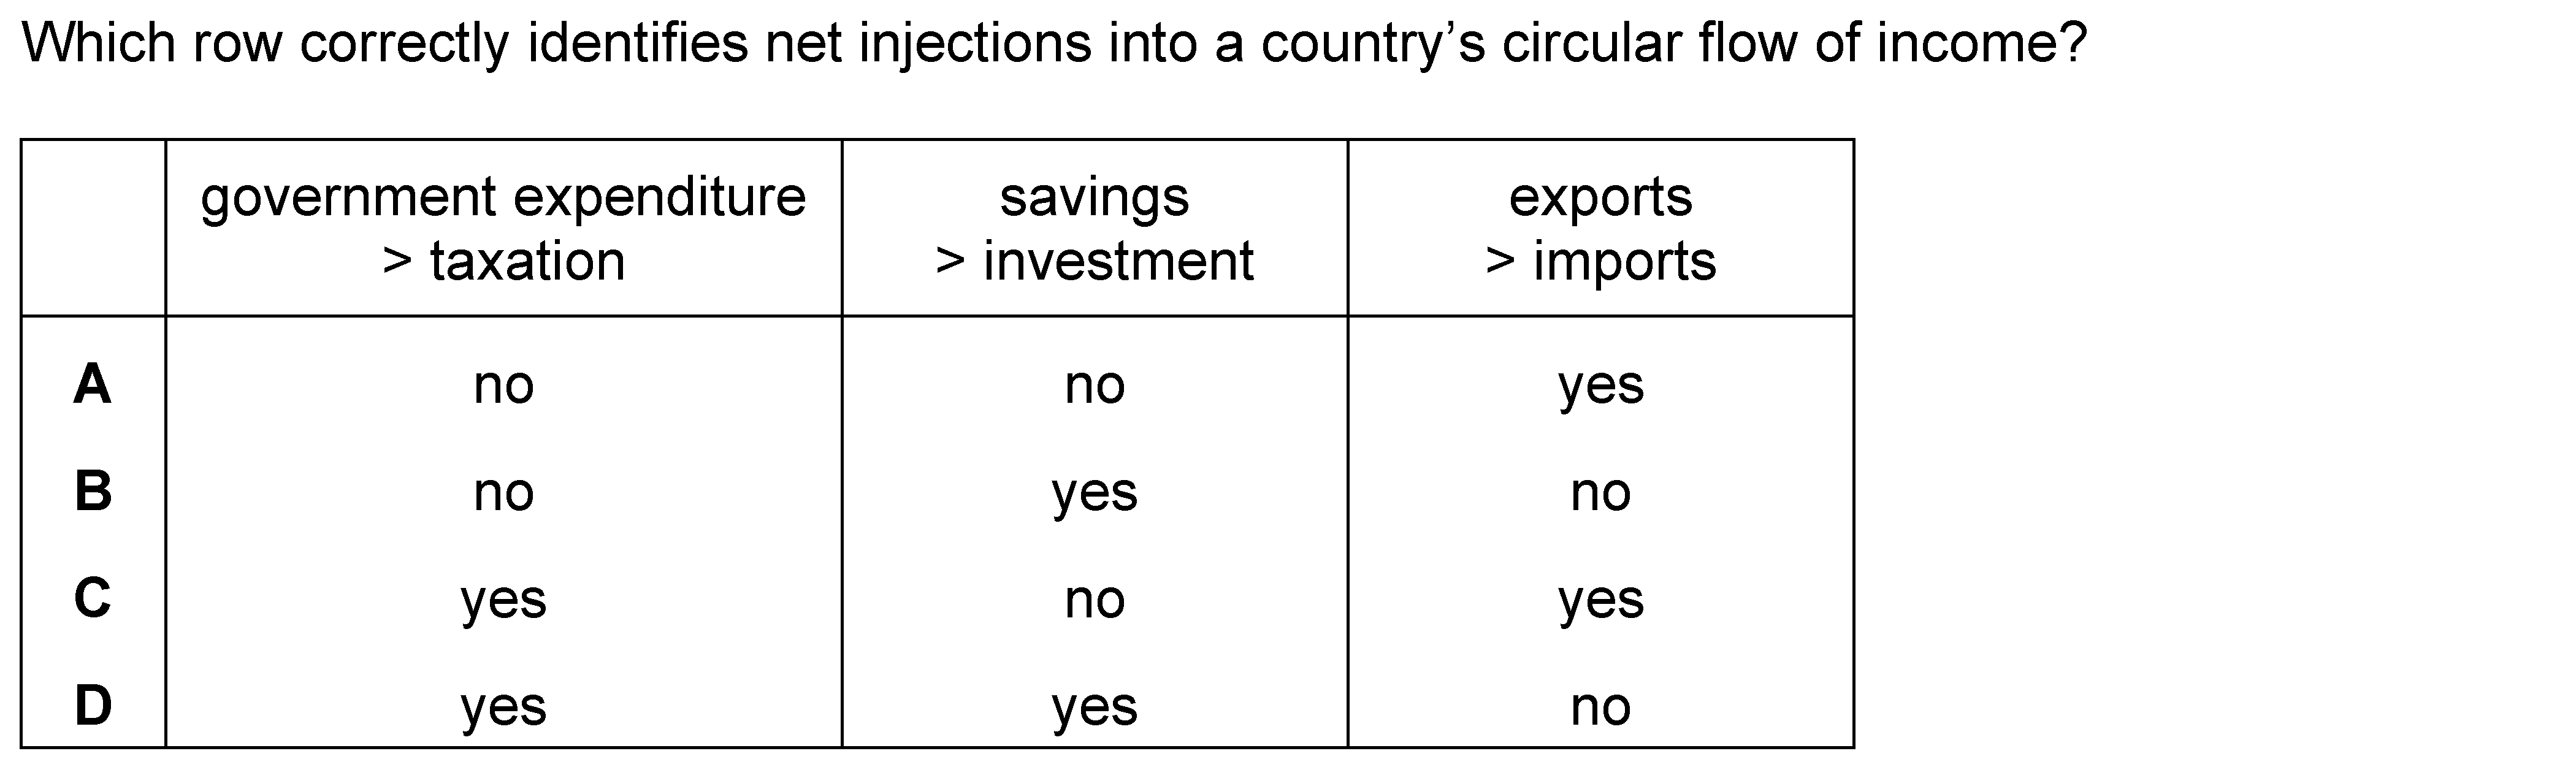 Which row correctly identifies net injections into a country’s circular flow of income?
government expenditure > taxation savings > investment exports > imports
A no no yes
B no yes no
C yes no yes
D yes yes no